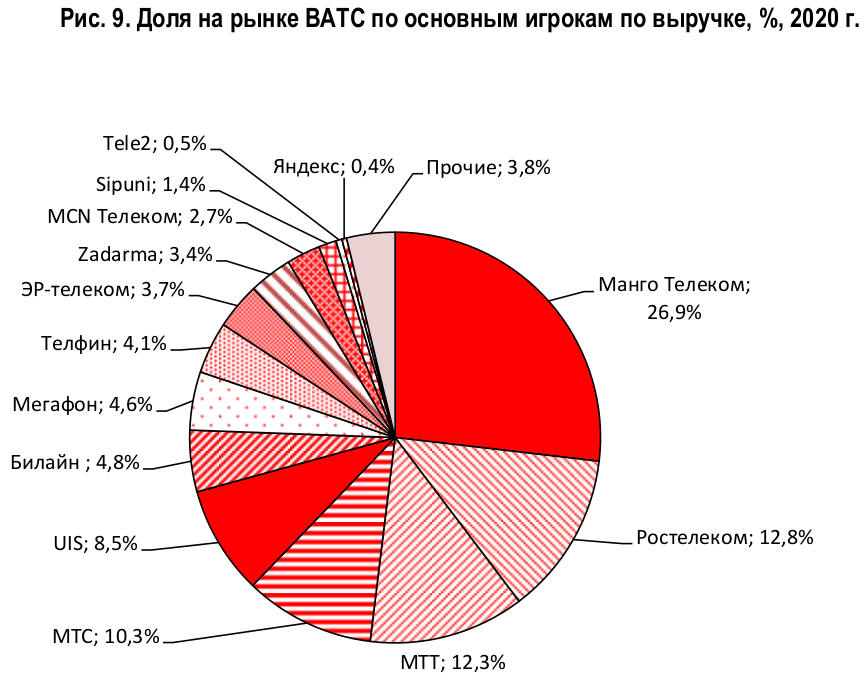 Рис. 9. Доля на рынке ВАТС по основным игрокам по выручке, %, 2020 г.
Tele2; 0,5%
Яндекс; 0,4%
Прочие; 3,8%
Sipuni; 1,4%
MCN Телеком; 2,7%
Zadarma; 3,4%
ЭР-телеком; 3,7%
Манго Телеком;
26,9%
Телфин; 4,1%
Мегафон; 4,6%
Билайн ; 4,8%
Ростелеком; 12,8%
UIS; 8,5%
МТС; 10,3%
МТТ; 12,3%